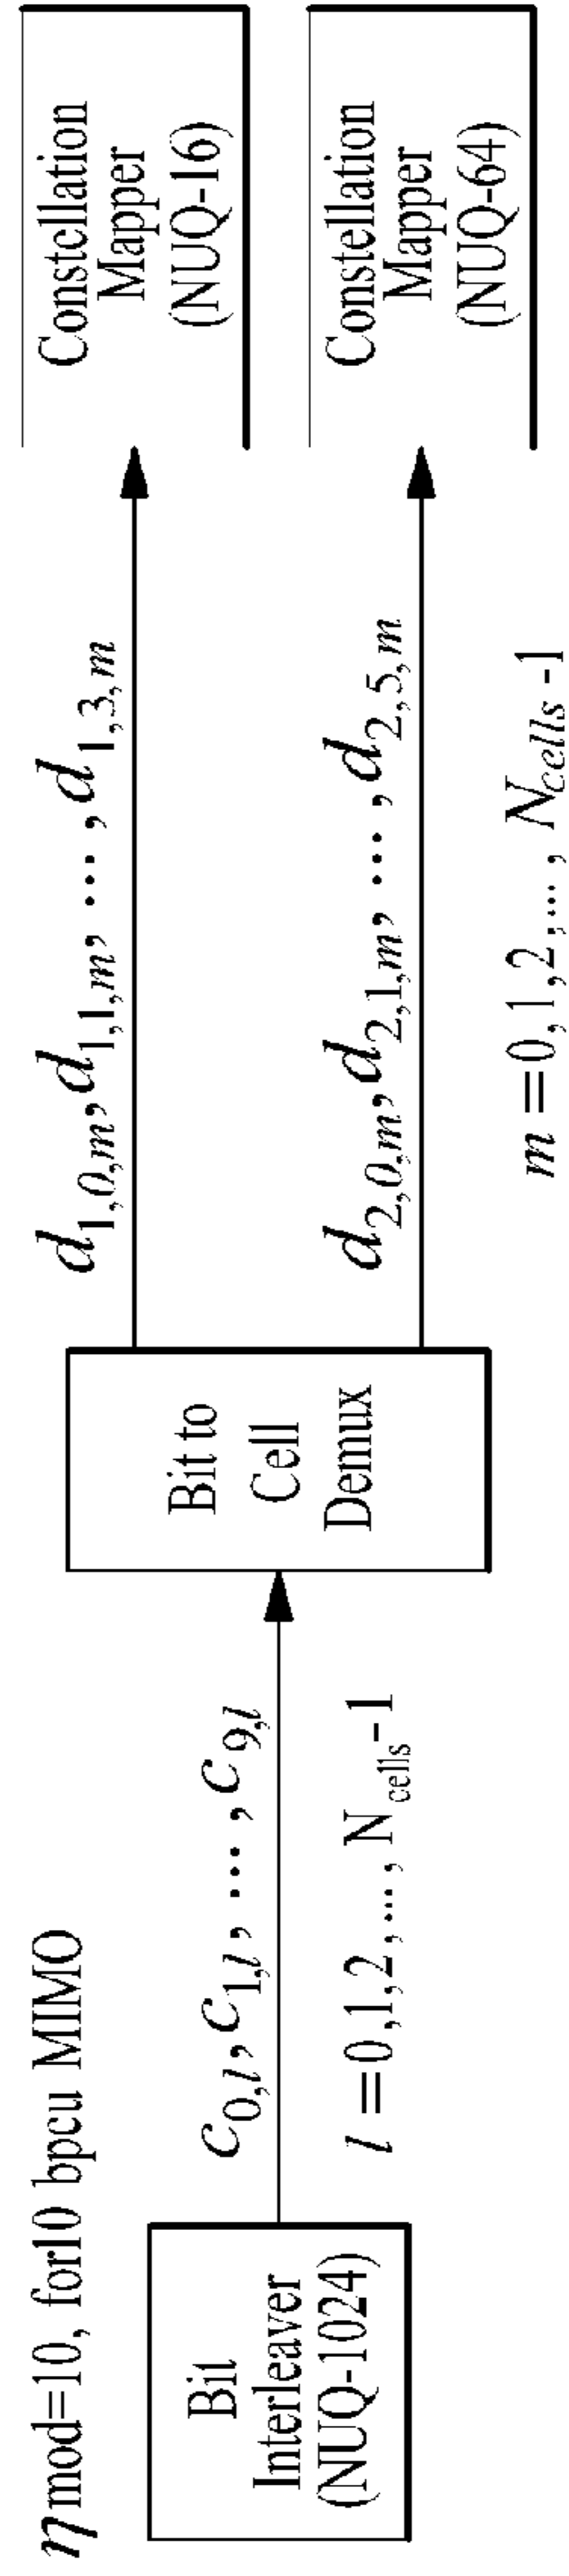 η mod=10, for10 bpcu MIMO
Bit
Interleaver
(NUQ-1024)
c0,l, c1,l, ... , c9,l
l =0,1,2 ,... , Ncells-1
Bit to
Cell
Demux
d1,0,m, d1,1,m, ... , d1,3,m
d2,0,m, d2,1,m, ... , d2,5,m
m =0,1,2 ,... , Ncells -1
Constellation
Mapper
(NUQ-16)
Constellation
Mapper
(NUQ-64)